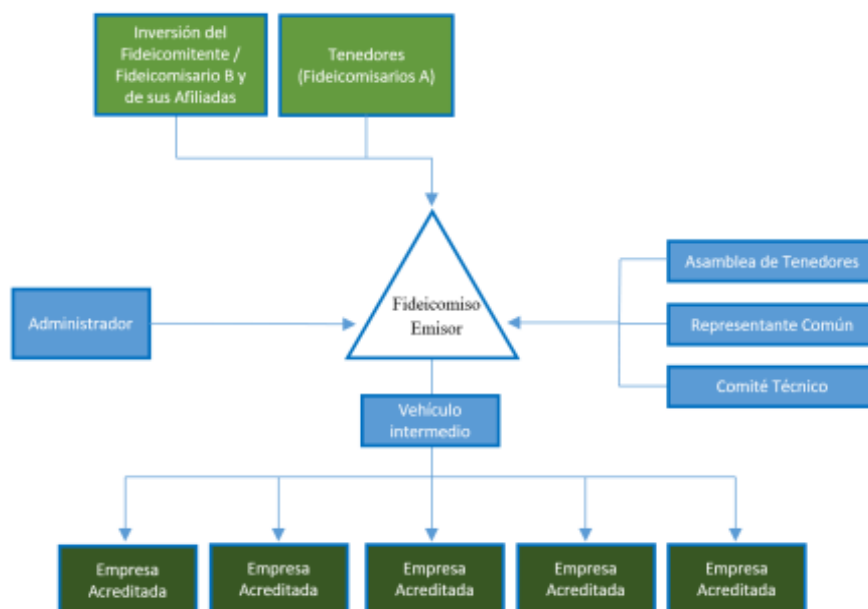 Inversión del
Fideicomitente /
Fideicomisario B y
de sus Afiliadas
Tenedores
(Fideicomisarios A)
Asamblea de Tenedores
Administrador
Fideicomiso
Emisor
Representante Común
Comité Técnico
Vehículo
intermedio
Empresa
Acreditada
Empresa
Acreditada
Empresa
Acreditada
Empresa
Acreditada
Empresa
Acreditada